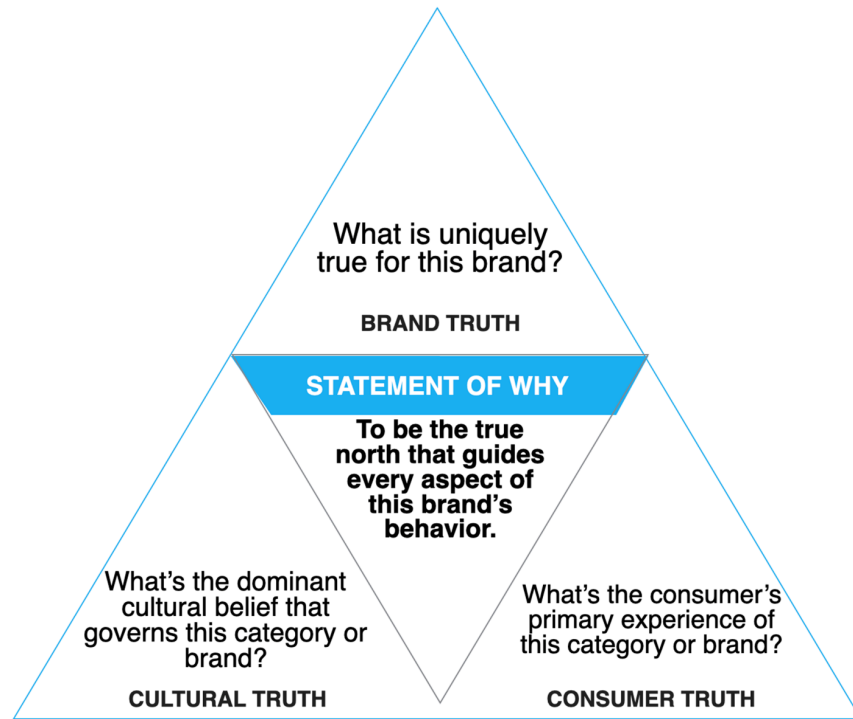 What is uniquely
true for this brand?
BRAND TRUTH
STATEMENT OF WHY
To be the true
north that guides
every aspect of
this brand’s
behavior.
What’s the dominant
cultural belief that
governs this category or
brand?
CULTURAL TRUTH
What’s the consumer’s
primary experience of
this category or brand?
CONSUMER TRUTH